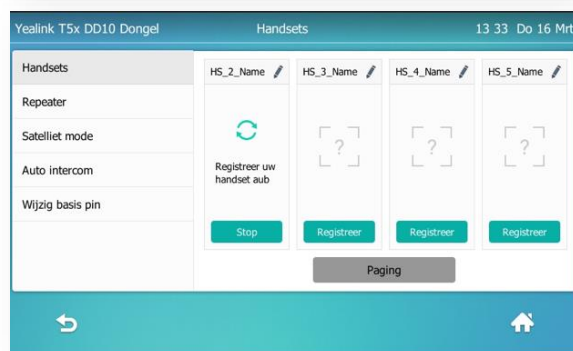 Yealink T5x DD10 Dongel Handsets 13 33 Do 16 Mrt
Handsets
Repeater
Satelliet mode
Auto intercom
Wijzig basis pin
HS_2_Name HS_3_Name HS_4_Name HS_5_Name
? ? ?
Registreer uw
handset aub
Stop Registreer Registreer Registreer
Paging